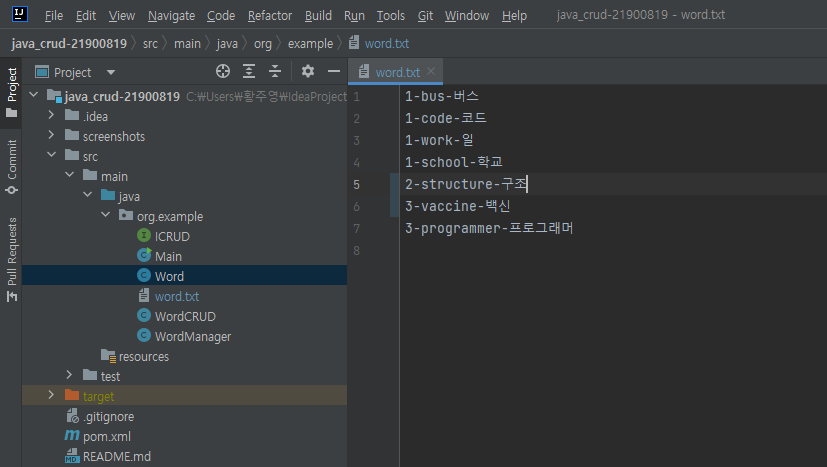 File Edit View Navigate Code Refactor Build Run Tools Git Window Help java_crud-21900819 - word.txt
java_crud-21900819 src main java org example word.txt
Project
Commit
Pull Requests
Project
java_crud-21900819 C:₩Users₩황주영₩IdeaProject
.idea
screenshots
src
main
java
org.example
ICRUD
Main
Word
word.txt
WordCRUD
WordManager
resources
test
target
.gitignore
pom.xml
README.md
word.txt
1 1-bus-버스
2 1-code-코드
3 1-work-일
4 1-school-학교
5 2-structure-구조
6 3-vaccine-백신
7 3-programmer-프로그래머
8